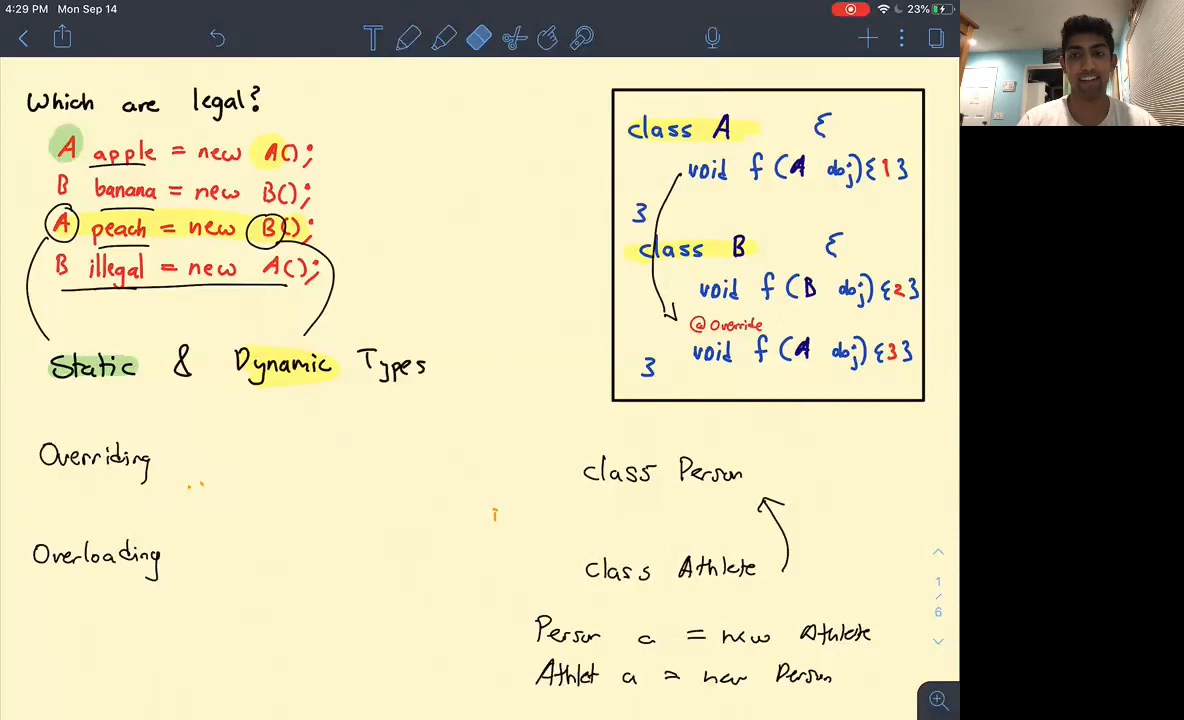 4:29 PM Mon Sep 14
23%
Which are legal?
A apple = new A();
B banana = new B();
A peach = new B();
B illegal = new A();
Static & Dynamic Types
Overriding
Overloading
class A {
void f (A obj) {1}
}
class B {
void f (B obj) {2}
@Override
void f (A obj) {3}
}
class Person
class Athlete
Person a = new Athlete
Athlet a = new Person
1
/
6